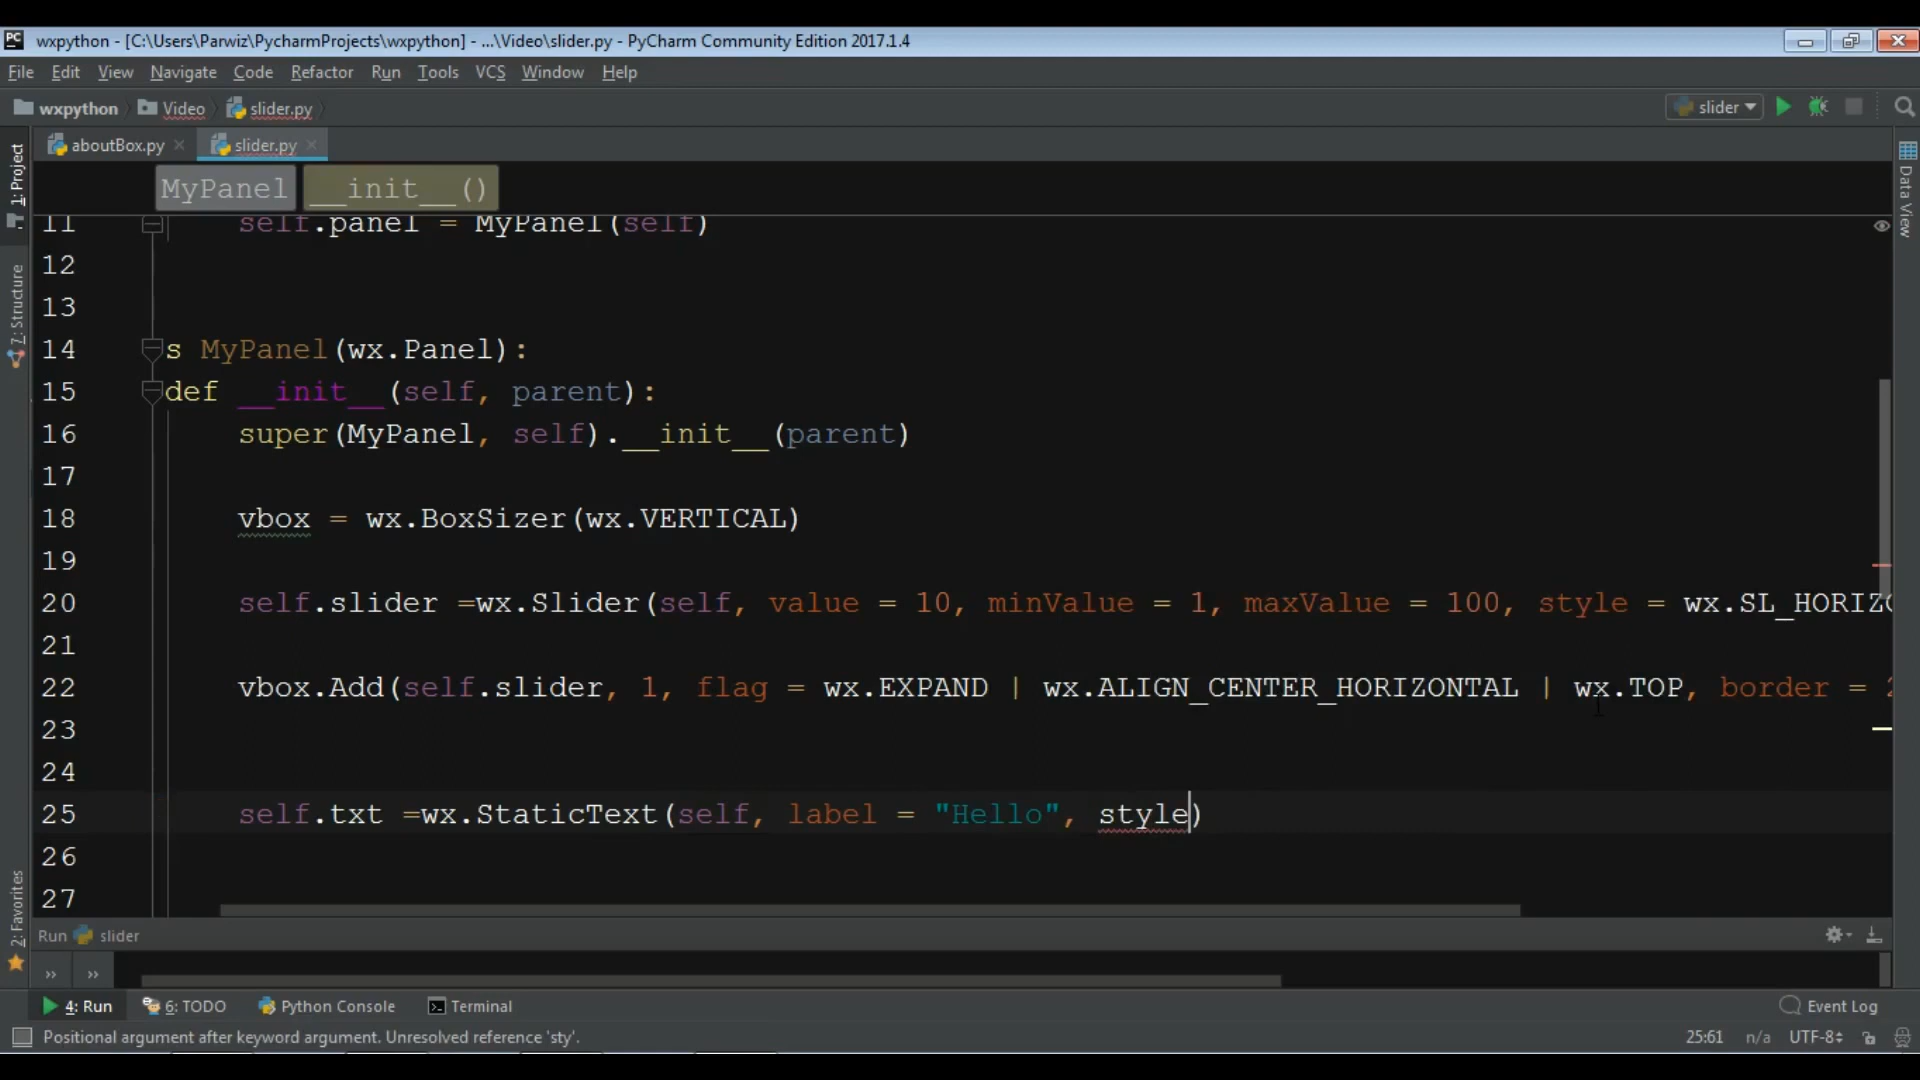 PC wxpython - [C:\Users\Parwiz\PycharmProjects\wxpython] - ...\Video\slider.py - PyCharm Community Edition 2017.1.4
File Edit View Navigate Code Refactor Run Tools VCS Window Help
wxpython Video slider.py slider
aboutBox.py slider.py
MyPanel __init__()
1: Project
7: Structure
2: Favorites
Data View
11 self.panel = MyPanel(self)
12
13
14 s MyPanel(wx.Panel):
15 def __init__(self, parent):
16 super(MyPanel, self).__init__(parent)
17
18 vbox = wx.BoxSizer(wx.VERTICAL)
19
20 self.slider =wx.Slider(self, value = 10, minValue = 1, maxValue = 100, style = wx.SL_HORIZO
21
22 vbox.Add(self.slider, 1, flag = wx.EXPAND | wx.ALIGN_CENTER_HORIZONTAL | wx.TOP, border = 2
23
24
25 self.txt =wx.StaticText(self, label = "Hello", style)
26
27
Run slider
» »
4: Run 6: TODO Python Console Terminal Event Log
Positional argument after keyword argument. Unresolved reference 'sty'. 25:61 n/a UTF-8